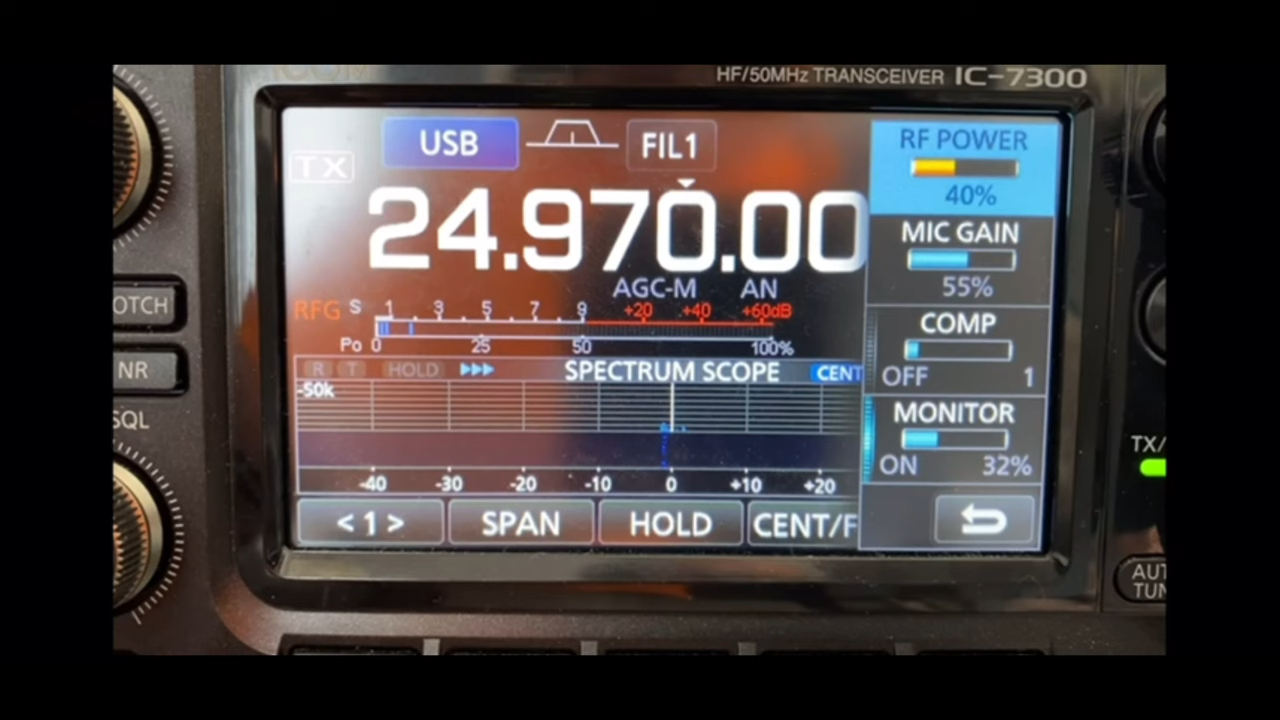 ICOM
HF/50MHz TRANSCEIVER IC-7300
TX
USB
FIL1
24.970.00
AGC-M AN
RFG S 1 3 5 7 9 +20 +40 +60dB
Po 0 25 50 100%
R T HOLD SPECTRUM SCOPE CENT
-50k
-40 -30 -20 -10 0 +10 +20
< 1 > SPAN HOLD CENT/F
RF POWER
40%
MIC GAIN
55%
COMP
OFF 1
MONITOR
ON 32%
OTCH
NR
SQL
TX/
AUT
TUN